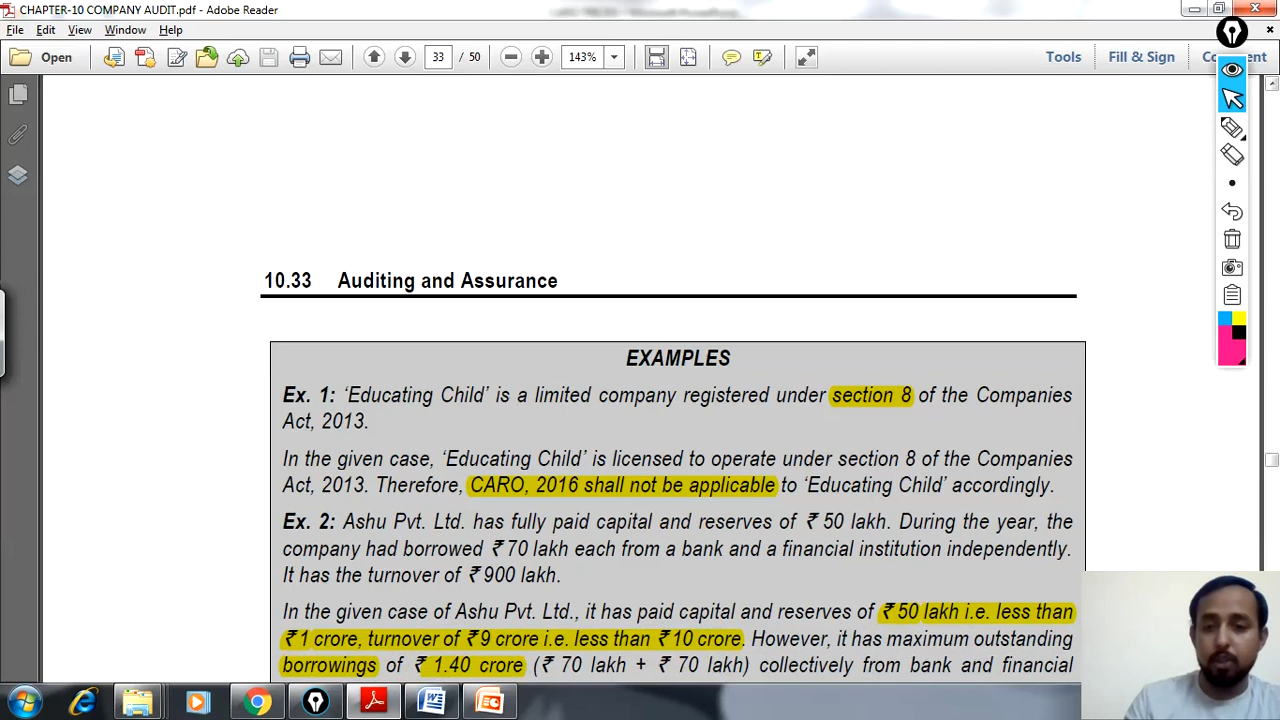 CHAPTER-10 COMPANY AUDIT.pdf - Adobe Reader
File Edit View Window Help
Open 33 / 50 143% Tools Fill & Sign Comment
10.33 Auditing and Assurance
EXAMPLES
Ex. 1: ‘Educating Child’ is a limited company registered under section 8 of the Companies
Act, 2013.
In the given case, ‘Educating Child’ is licensed to operate under section 8 of the Companies
Act, 2013. Therefore, CARO, 2016 shall not be applicable to ‘Educating Child’ accordingly.
Ex. 2: Ashu Pvt. Ltd. has fully paid capital and reserves of ₹ 50 lakh. During the year, the
company had borrowed ₹ 70 lakh each from a bank and a financial institution independently.
It has the turnover of ₹ 900 lakh.
In the given case of Ashu Pvt. Ltd., it has paid capital and reserves of ₹ 50 lakh i.e. less than
₹ 1 crore, turnover of ₹ 9 crore i.e. less than ₹ 10 crore. However, it has maximum outstanding
borrowings of ₹ 1.40 crore (₹ 70 lakh + ₹ 70 lakh) collectively from bank and financial